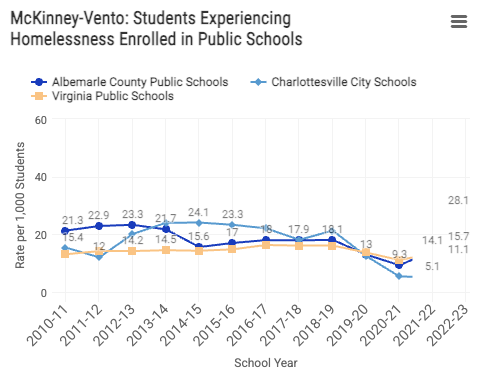 McKinney-Vento: Students Experiencing
Homelessness Enrolled in Public Schools
Albemarle County Public Schools
Charlottesville City Schools
Virginia Public Schools
Rate per 1,000 Students
60
40
20
0
21.3 22.9 23.3 21.7 24.1 23.3
15.4 12 14.2 14.5 15.6 17 18 17.9 18.1 13 9.3
28.1
14.1 15.7
11.1
5.1
2010-11 2011-12 2012-13 2013-14 2014-15 2015-16 2016-17 2017-18 2018-19 2019-20 2020-21 2021-22 2022-23
School Year